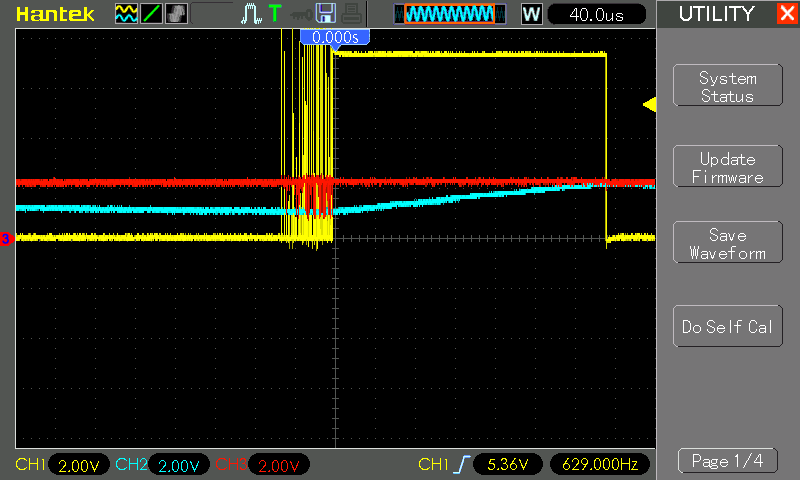 Hantek T W 40.0us UTILITY
0.000s
System
Status
Update
Firmware
3
Save
Waveform
Do Self Cal
CH1 2.00V CH2 2.00V CH3 2.00V CH1 5.36V 629.000Hz
Page 1/4